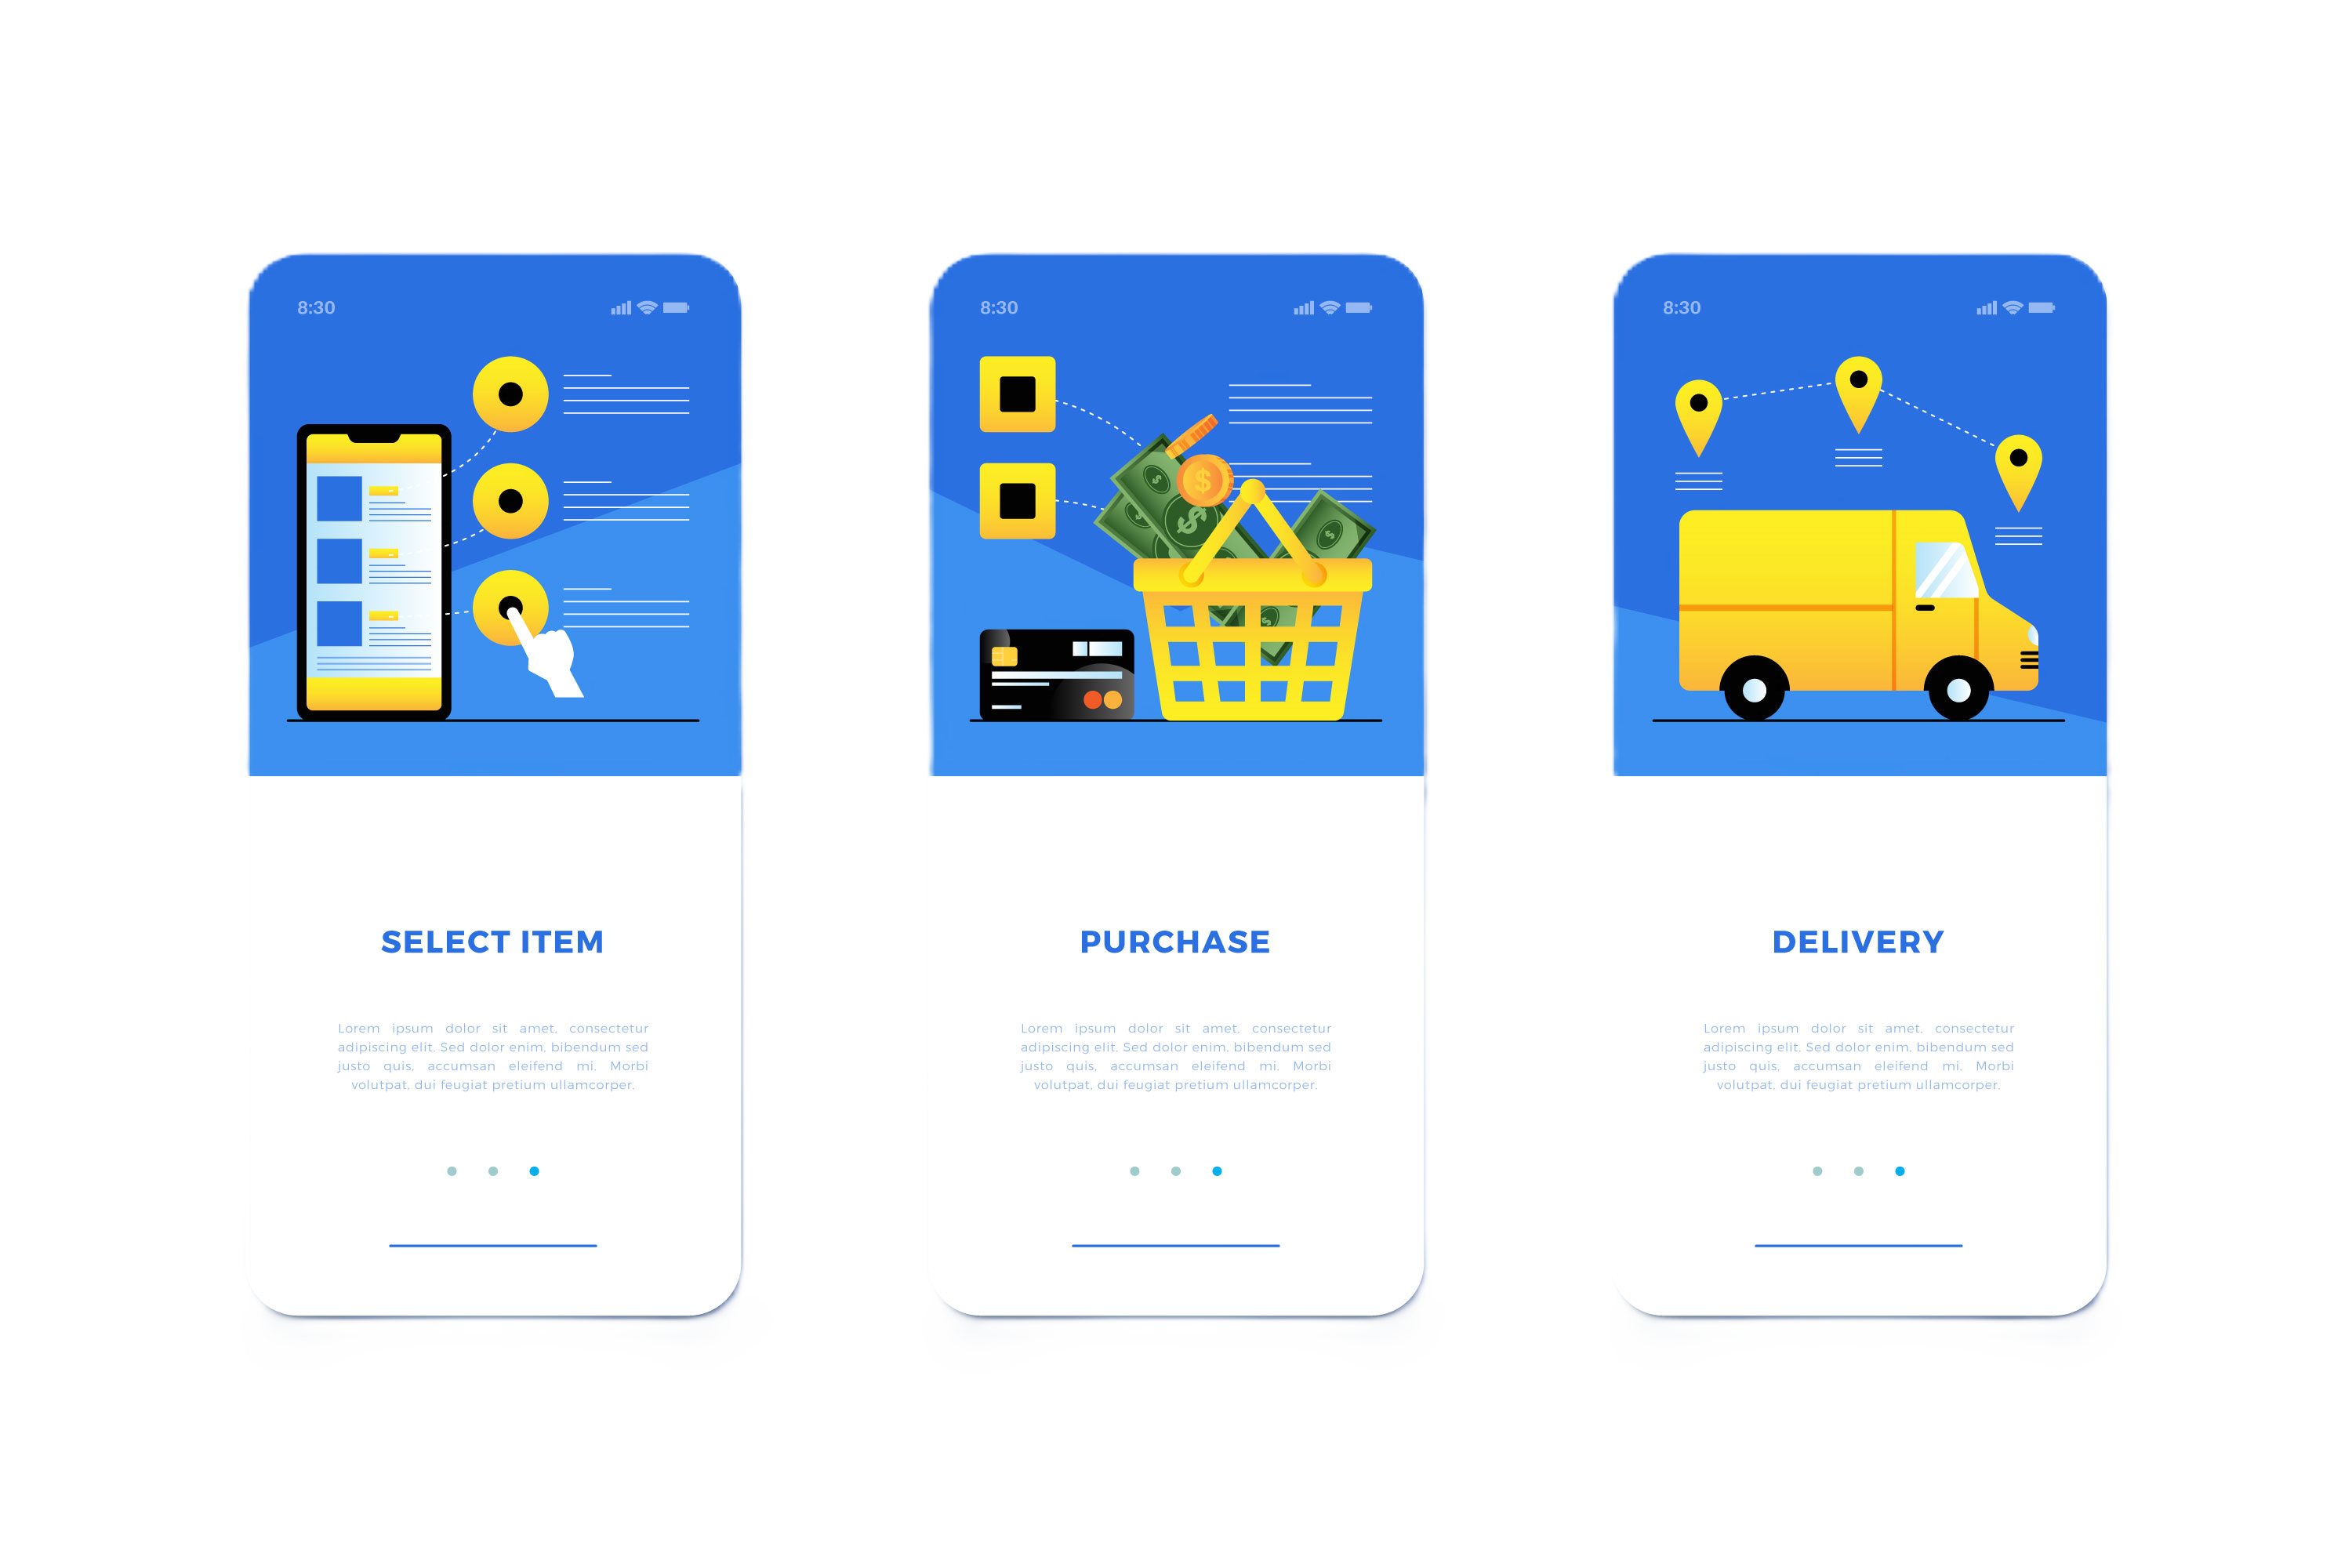 8:30
SELECT ITEM
Lorem ipsum dolor sit amet, consectetur
adipiscing elit. Sed dolor enim, bibendum sed
justo quis, accumsan eleifend mi. Morbi
volutpat, dui feugiat pretium ullamcorper.
8:30
$
$
$
$
$
$
PURCHASE
Lorem ipsum dolor sit amet, consectetur
adipiscing elit. Sed dolor enim, bibendum sed
justo quis, accumsan eleifend mi. Morbi
volutpat, dui feugiat pretium ullamcorper.
8:30
DELIVERY
Lorem ipsum dolor sit amet, consectetur
adipiscing elit. Sed dolor enim, bibendum sed
justo quis, accumsan eleifend mi. Morbi
volutpat, dui feugiat pretium ullamcorper.